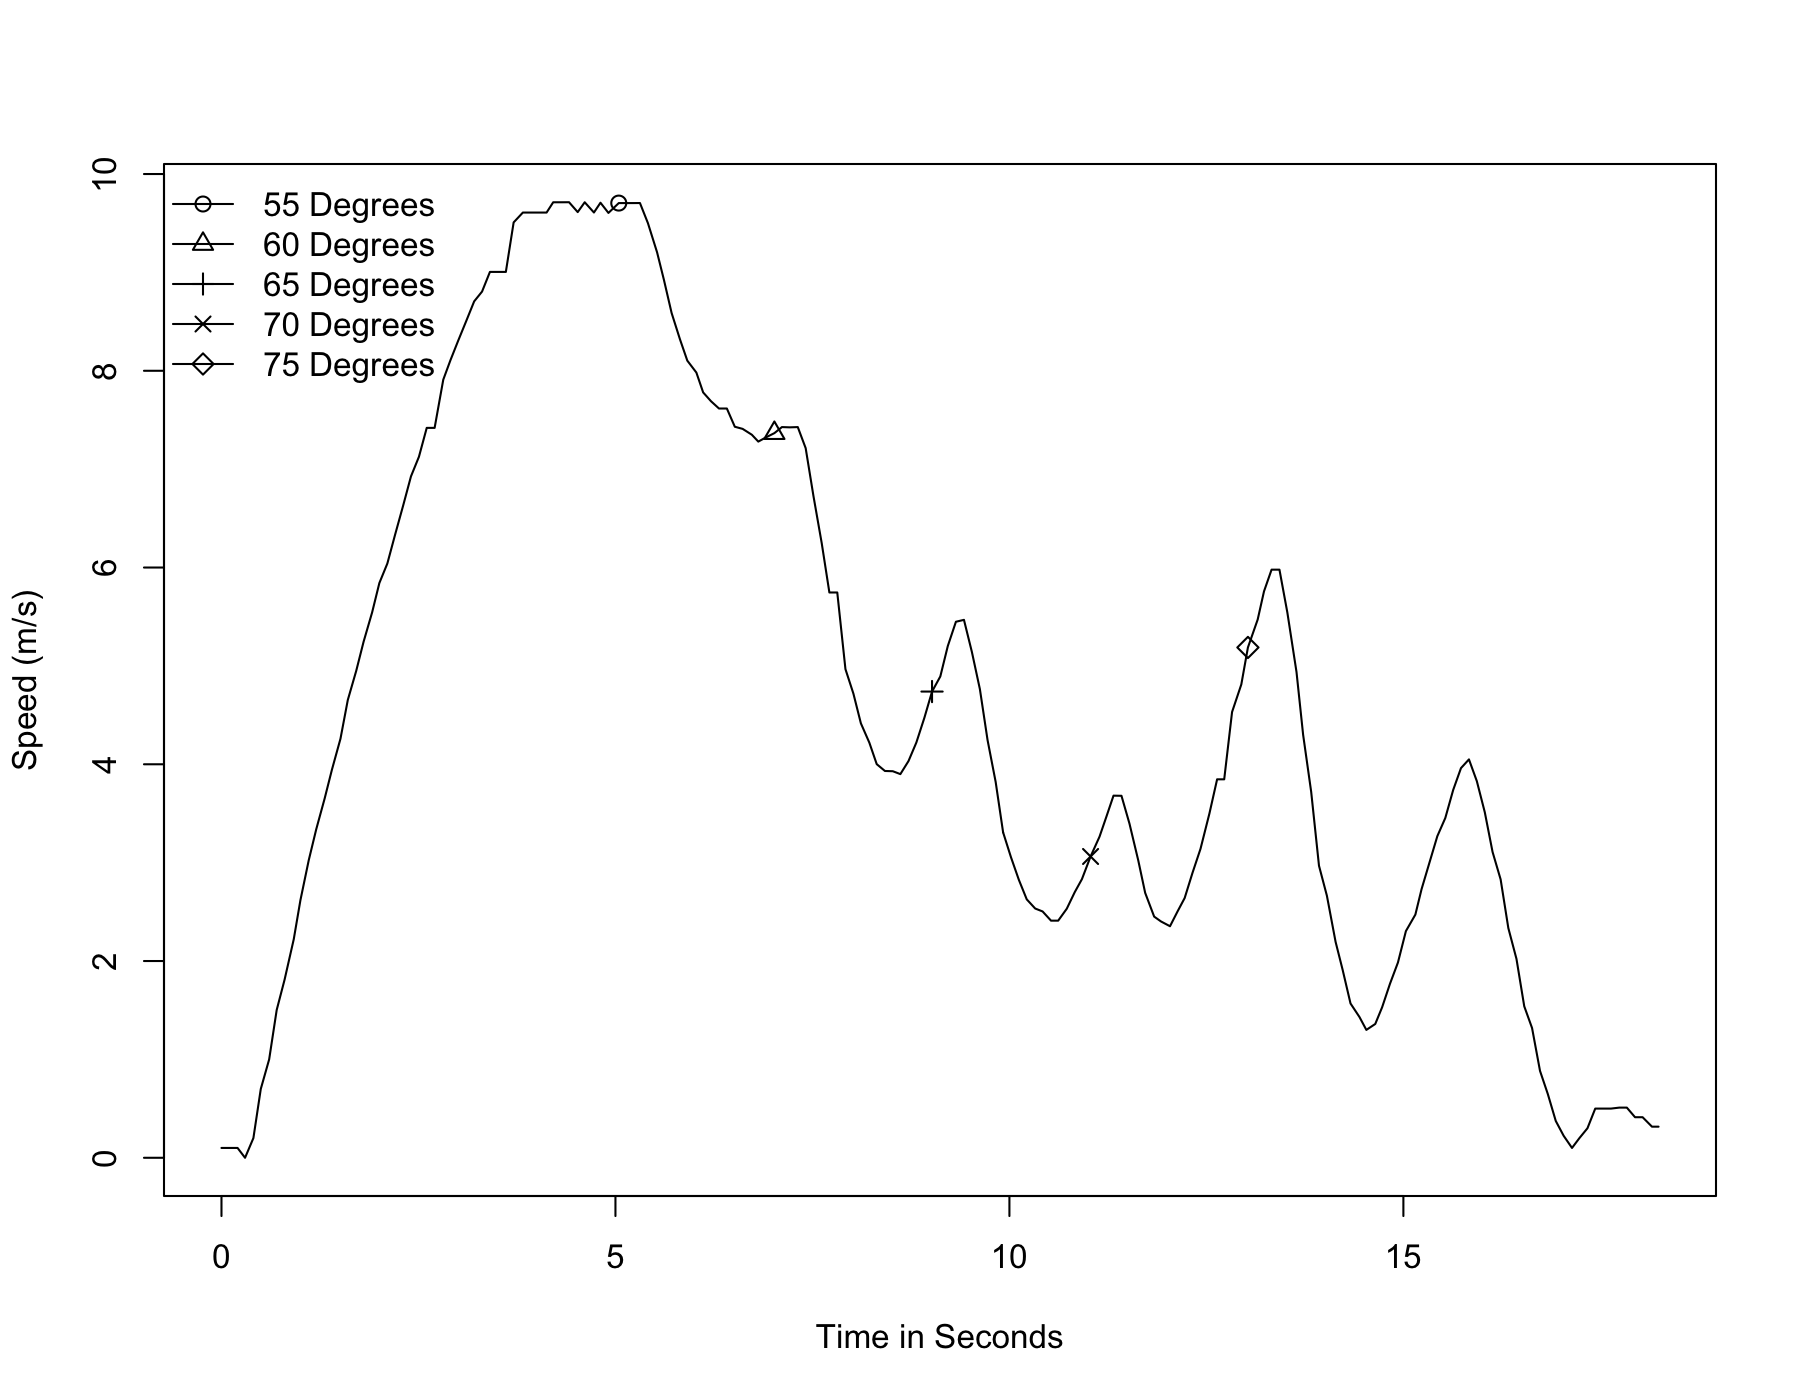 55 Degrees
60 Degrees
65 Degrees
70 Degrees
75 Degrees
10
8
6
4
2
0
Speed (m/s)
0 5 10 15
Time in Seconds